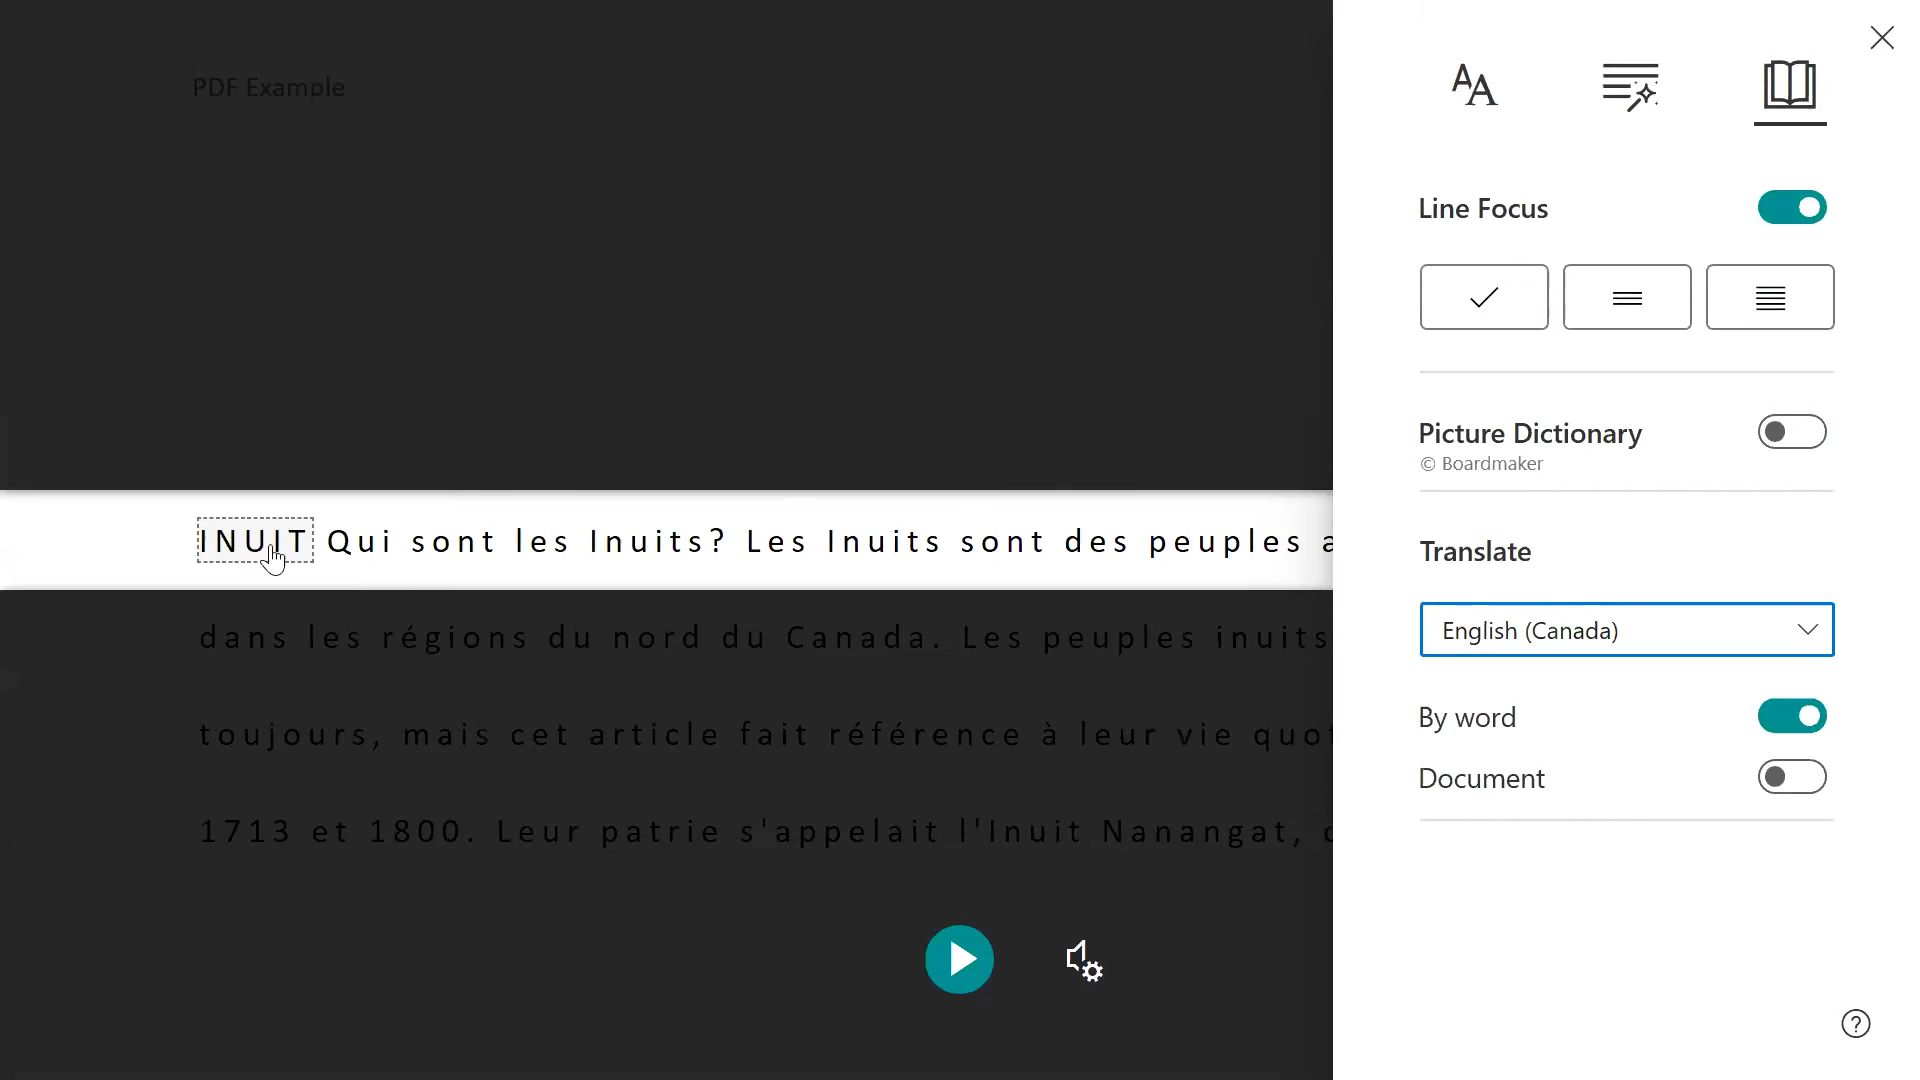 PDF Example
INUIT Qui sont les Inuits? Les Inuits sont des peuples
dans les régions du nord du Canada. Les peuples inuits
toujours, mais cet article fait référence à leur vie
1713 et 1800. Leur patrie s'appelait l'Inuit Nanangat,
Line Focus
Picture Dictionary
© Boardmaker
Translate
English (Canada)
By word
Document